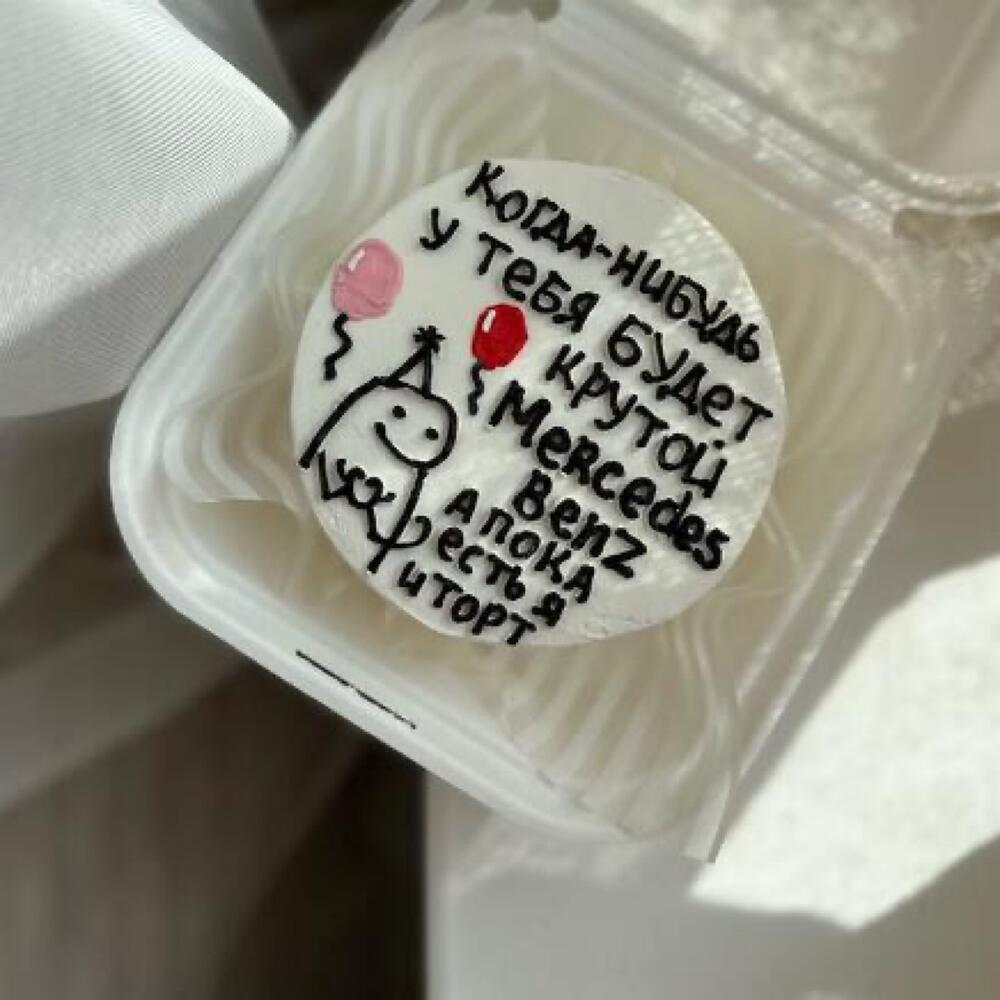 Когда-нибудь
у тебя будет
крутой
Mercedes
Benz
А пока
есть я
и торт